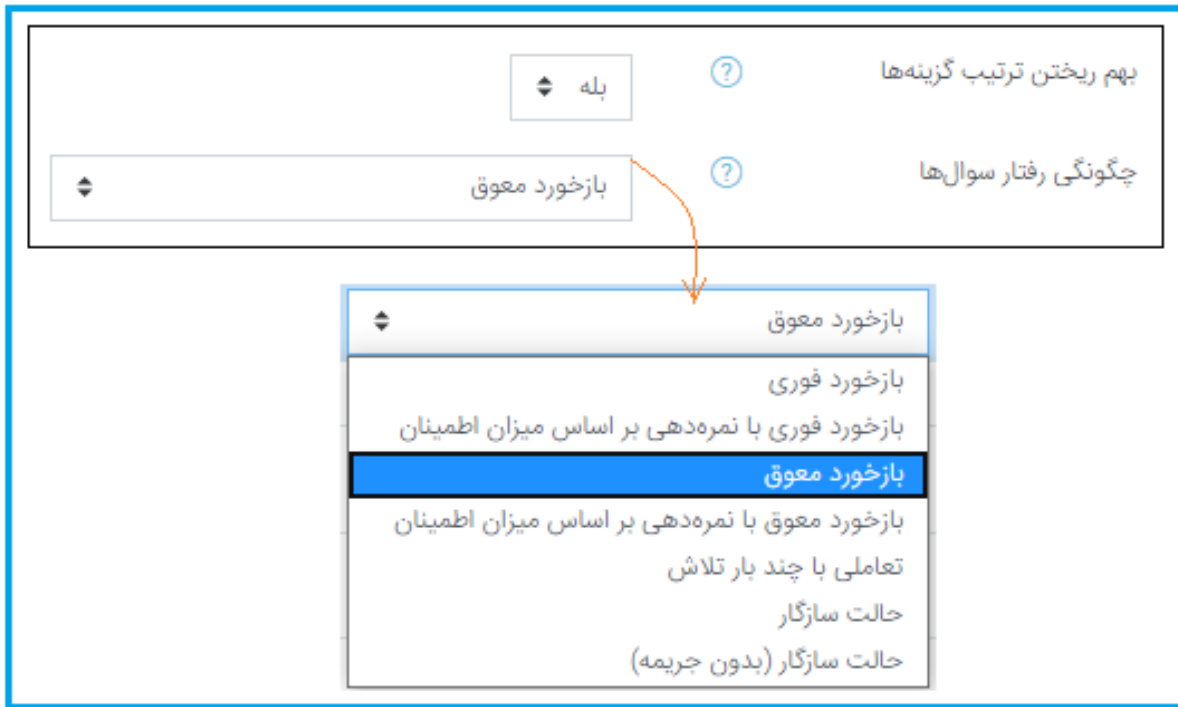 بهم ریختن ترتیب گزینه‌ها
بله
چگونگی رفتار سوال‌ها
بازخورد معوق
بازخورد معوق
بازخورد فوری
بازخورد فوری با نمره‌دهی بر اساس میزان اطمینان
بازخورد معوق
بازخورد معوق با نمره‌دهی بر اساس میزان اطمینان
تعاملی با چند بار تلاش
حالت سازگار
حالت سازگار (بدون جریمه)